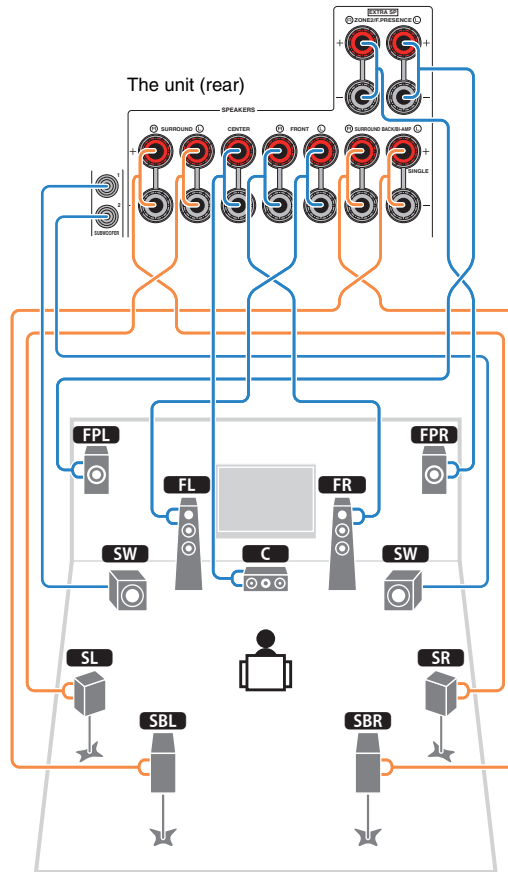 EXTRA SP
R ZONE2/F.PRESENCE L
+ +
− −
The unit (rear)
SPEAKERS
R SURROUND L CENTER R FRONT L R SURROUND BACK/BI-AMP L
+ +
SINGLE
- −
1
2
SUBWOOFER
FPL FPR
FL FR
SW C SW
SL SR
SBL SBR